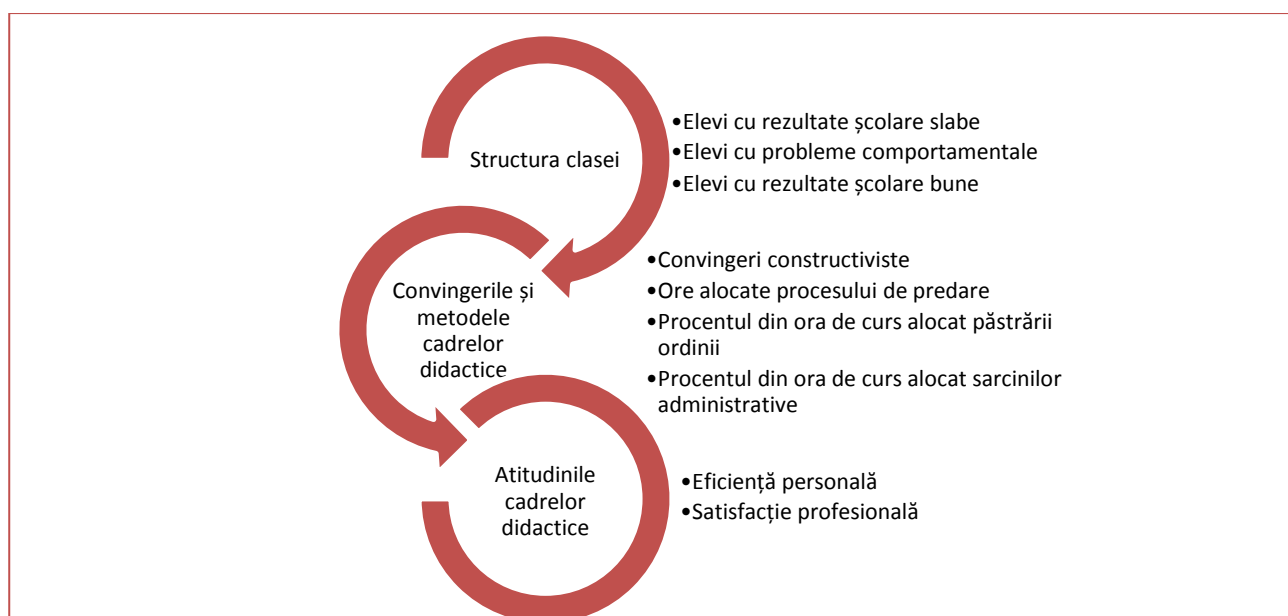 Structura clasei
•Elevi cu rezultate școlare slabe
•Elevi cu probleme comportamentale
•Elevi cu rezultate școlare bune
Convingerile și
metodele
cadrelor
didactice
•Convingeri constructiviste
•Ore alocate procesului de predare
•Procentul din ora de curs alocat păstrării
ordinii
•Procentul din ora de curs alocat sarcinilor
administrative
Atitudinile
cadrelor
didactice
•Eficiență personală
•Satisfacție profesională